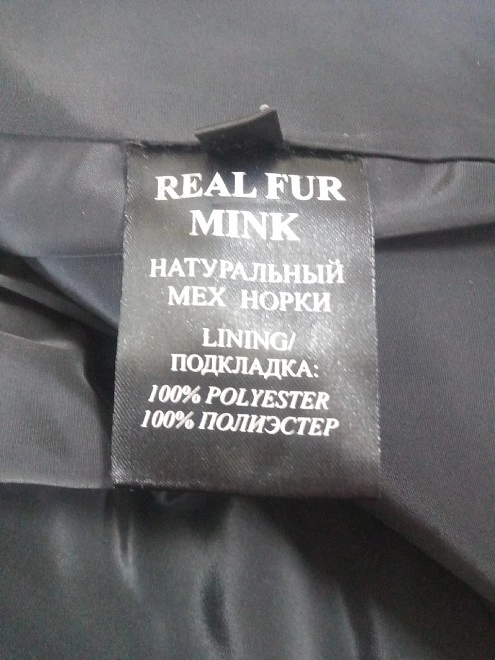 REAL FUR
MINK
НАТУРАЛЬНЫЙ
МЕХ НОРКИ
LINING/
ПОДКЛАДКА:
100% POLYESTER
100% ПОЛИЭСТЕР